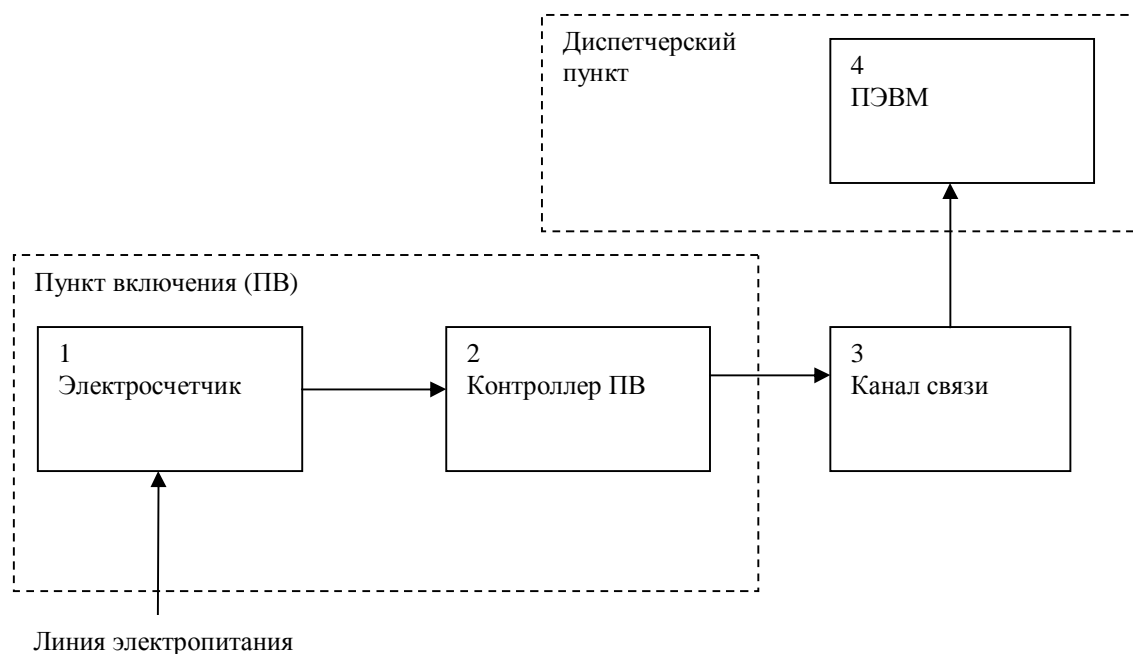 Диспетчерский
пункт
4
ПЭВМ
Пункт включения (ПВ)
1
Электросчетчик
2
Контроллер ПВ
3
Канал связи
Линия электропитания